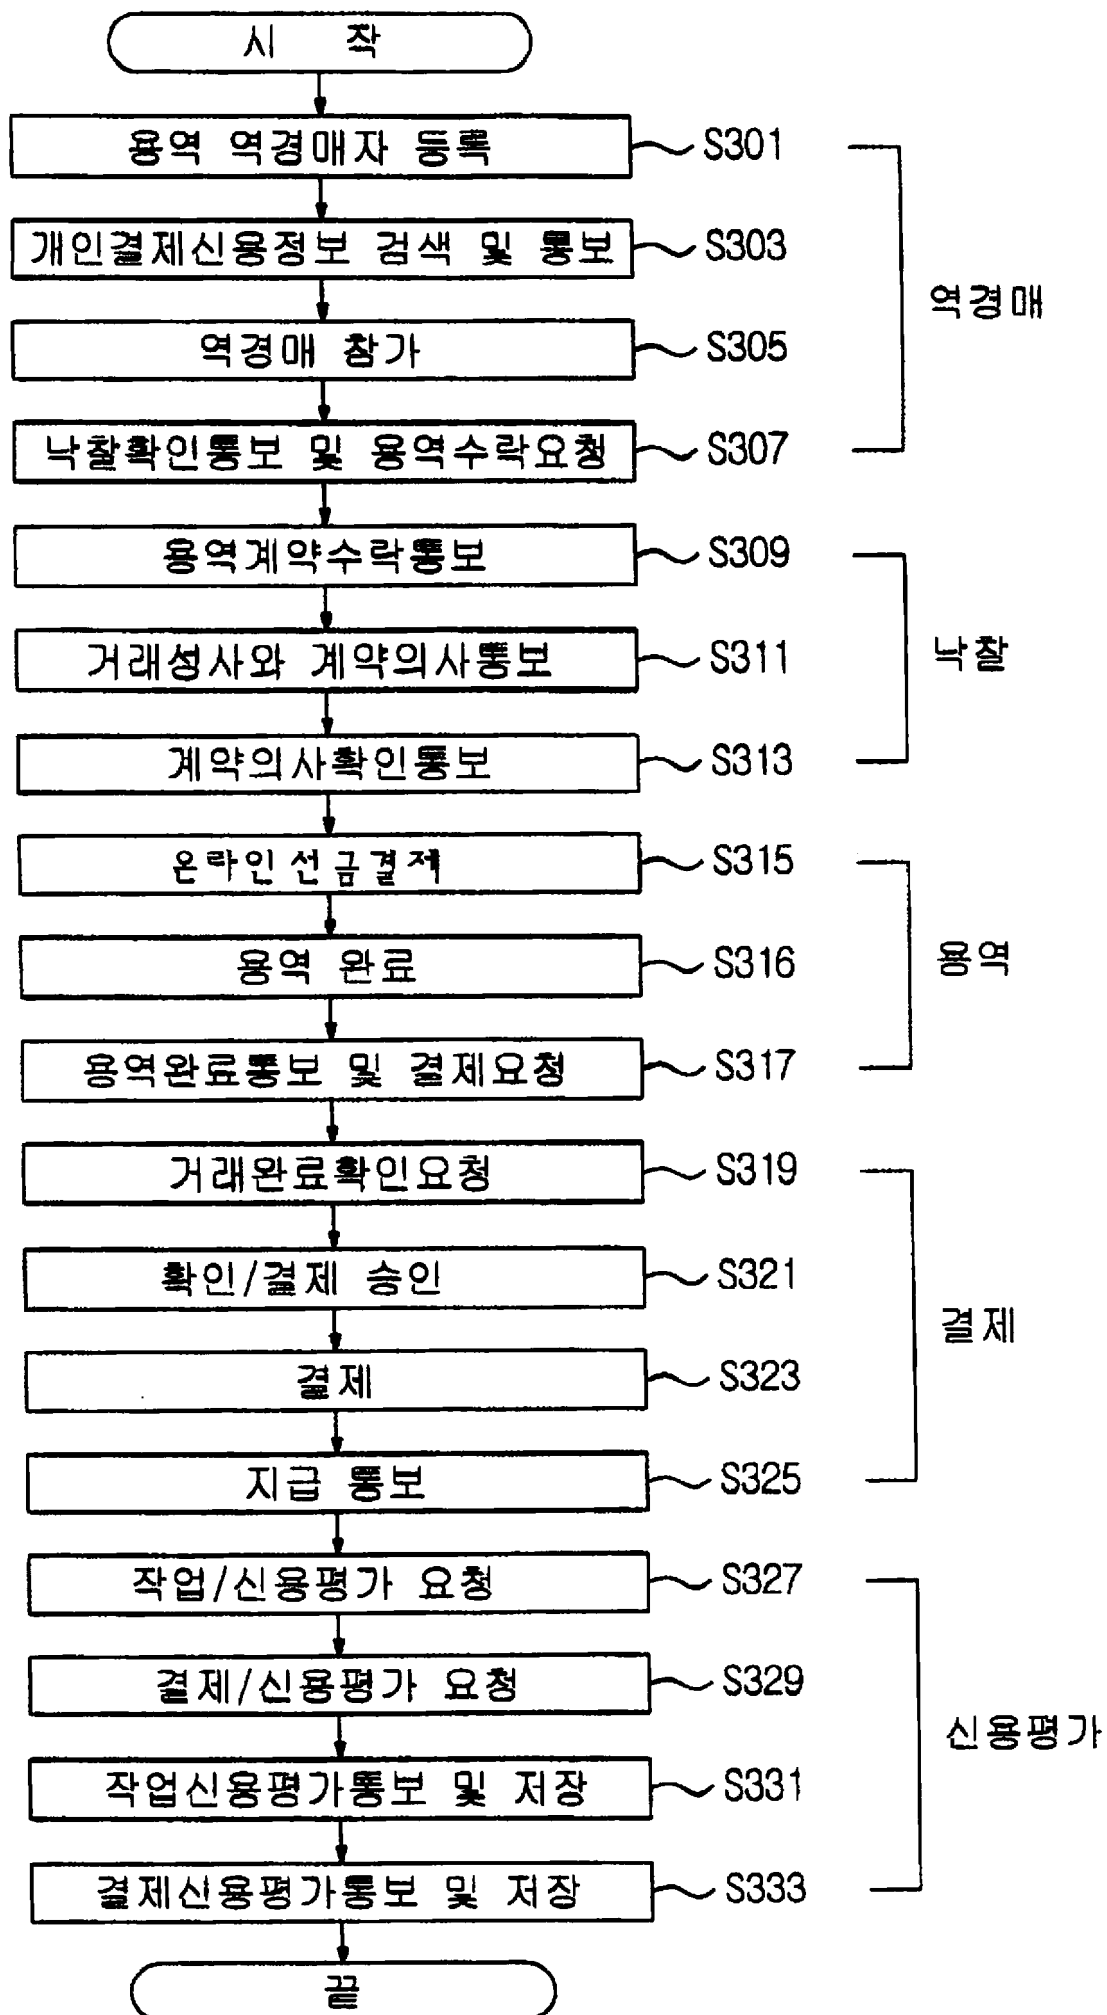 시 작
용역 역경매자 등록 S301
개인결제신용정보 검색 및 통보 S303
역경매
역경매 참가 S305
낙찰확인통보 및 용역수락요청 S307
용역계약수락통보 S309
거래성사와 계약의사통보 S311
낙찰
계약의사확인통보 S313
온라인선금결제 S315
용역 완료 S316
용역
용역완료통보 및 결제요청 S317
거래완료확인요청 S319
확인/결제 승인 S321
결제
결제 S323
지급 통보 S325
작업/신용평가 요청 S327
결제/신용평가 요청 S329
신용평가
작업신용평가통보 및 저장 S331
결제신용평가통보 및 저장 S333
끝